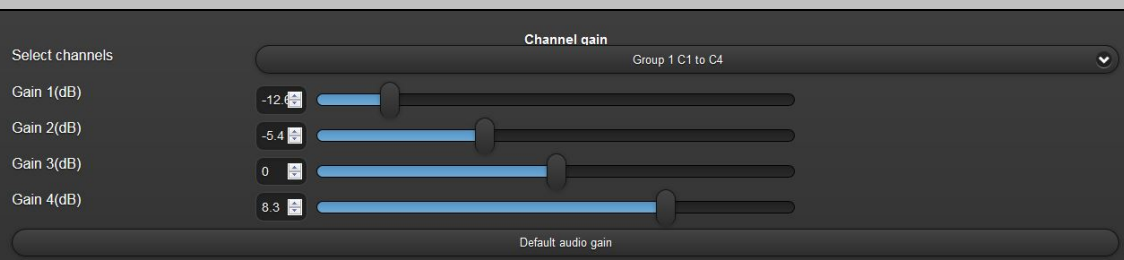 Channel gain
Select channels
Group 1 C1 to C4
Gain 1(dB)
Gain 2(dB)
-5.4
Gain 3(dB)
0
Gain 4(dB)
8.3
Default audio gain